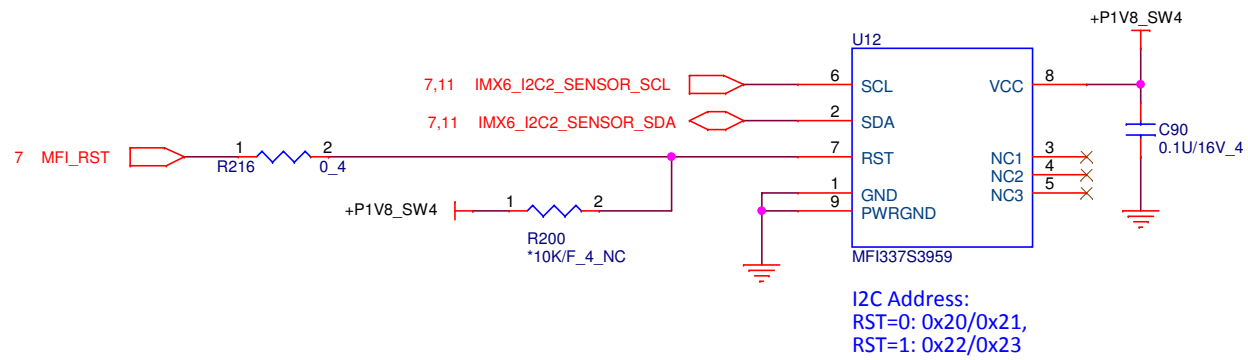 +P1V8_SW4
U12
7,11 IMX6_I2C2_SENSOR_SCL
6
SCL
VCC
8
7,11 IMX6_I2C2_SENSOR_SDA
2
SDA
C90
0.1U/16V_4
7 MFI_RST
1
2
R216
0_4
7
RST
NC1
3
NC2
4
NC3
5
1
GND
9
PWRGND
+P1V8_SW4
1
2
R200
*10K/F_4_NC
MFI337S3959
I2C Address:
RST=0: 0x20/0x21,
RST=1: 0x22/0x23